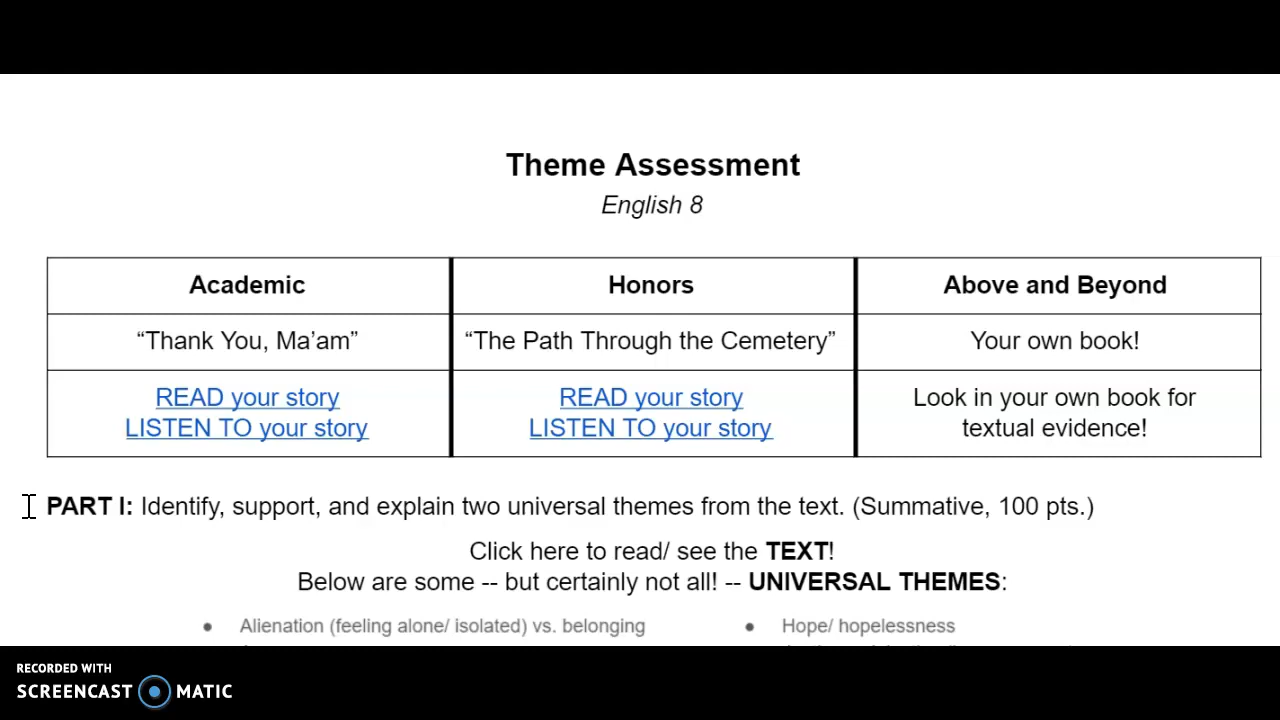 Theme Assessment
English 8
Academic
Honors
Above and Beyond
“Thank You, Ma’am”
“The Path Through the Cemetery”
Your own book!
READ your story
LISTEN TO your story
READ your story
LISTEN TO your story
Look in your own book for
textual evidence!
PART I: Identify, support, and explain two universal themes from the text. (Summative, 100 pts.)
Click here to read/ see the TEXT!
Below are some -- but certainly not all! -- UNIVERSAL THEMES:
● Alienation (feeling alone/ isolated) vs. belonging
● Hope/ hopelessness
RECORDED WITH
SCREENCAST MATIC